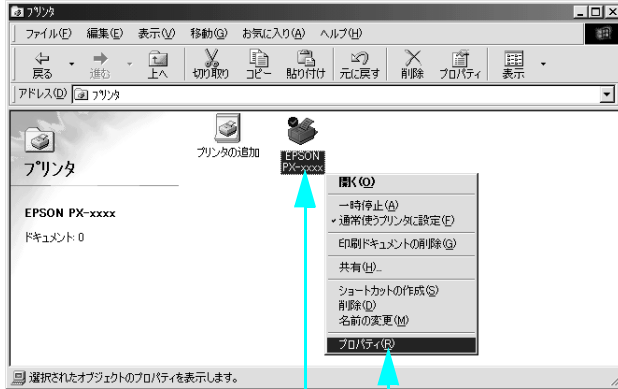 プリンタ
ファイル(F) 編集(E) 表示(V) 移動(G) お気に入り(A) ヘルプ(H)
戻る 進む 上へ 切り取り コピー 貼り付け 元に戻す 削除 プロパティ 表示
アドレス(D) プリンタ
プリンタ
EPSON PX-xxxx
ドキュメント: 0
プリンタの追加
EPSON
PX-xxxx
開く(O)
一時停止(A)
通常使うプリンタに設定(F)
印刷ドキュメントの削除(G)
共有(H)...
ショートカットの作成(S)
削除(D)
名前の変更(M)
プロパティ(R)
選択されたオブジェクトのプロパティを表示します。